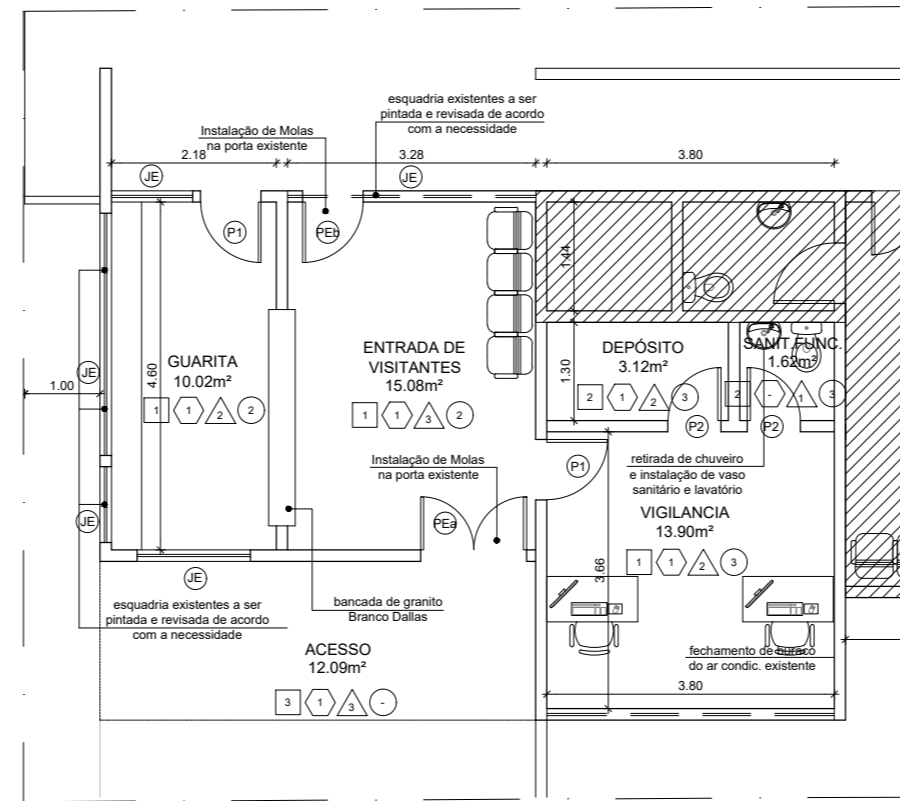 esquadria existentes a ser
pintada e revisada de acordo
com a necessidade
Instalação de Molas
na porta existente
2.18
3.28
3.80
JE
JE
P1
PEb
1.44
GUARITA
10.02m²
1 1 2 2
4.60
JE
1.00
ENTRADA DE
VISITANTES
15.08m²
1 1 3 2
1.30
DEPÓSITO
3.12m²
2 1 2 3
SANIT.FUNC.
1.62m²
2 - 1 3
P2
P2
P1
Instalação de Molas
na porta existente
retirada de chuveiro
e instalação de vaso
sanitário e lavatório
PEa
JE
VIGILANCIA
13.90m²
1 1 2 3
3.66
JE
esquadria existentes a ser
pintada e revisada de acordo
com a necessidade
bancada de granito
Branco Dallas
ACESSO
12.09m²
3 1 3 -
fechamento de buraco
do ar condic. existente
3.80